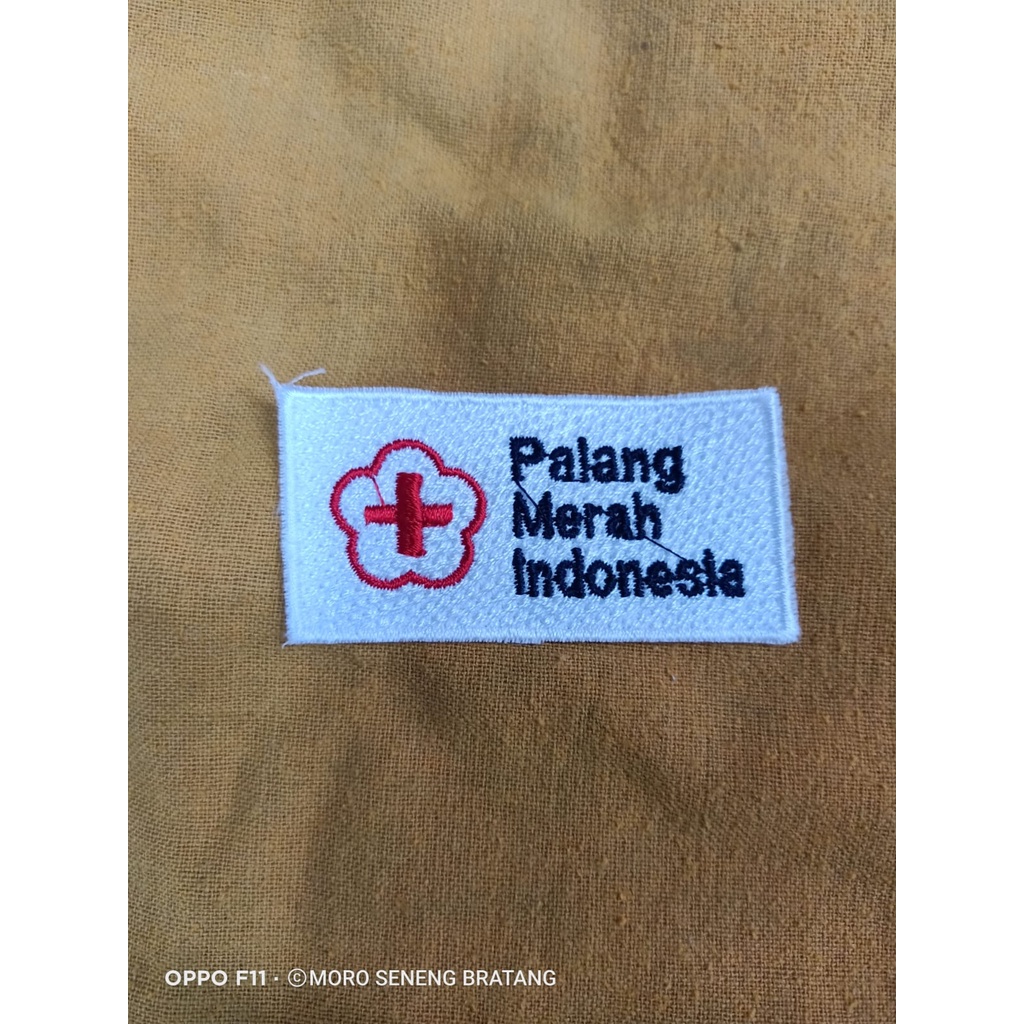 Palang
Merah
Indonesia
OPPO F11 · ©MORO SENENG BRATANG